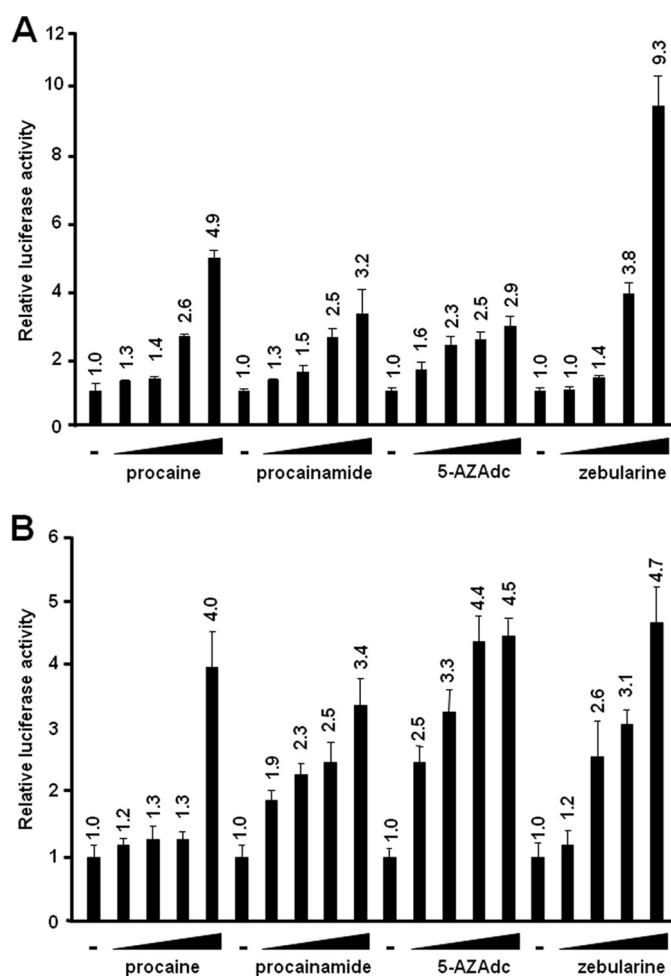 A
Relative luciferase activity
12
10
8
6
4
2
0
1.0 1.3 1.4 2.6 4.9 1.0 1.3 1.5 2.5 3.2 1.0 1.6 2.3 2.5 2.9 1.0 1.0 1.4 3.8 9.3
- - - -
procaine procainamide 5-AZAdc zebularine
B
Relative luciferase activity
6
5
4
3
2
1
0
1.0 1.2 1.3 1.3 4.0 1.0 1.9 2.3 2.5 3.4 1.0 2.5 3.3 4.4 4.5 1.0 1.2 2.6 3.1 4.7
- - - -
procaine procainamide 5-AZAdc zebularine